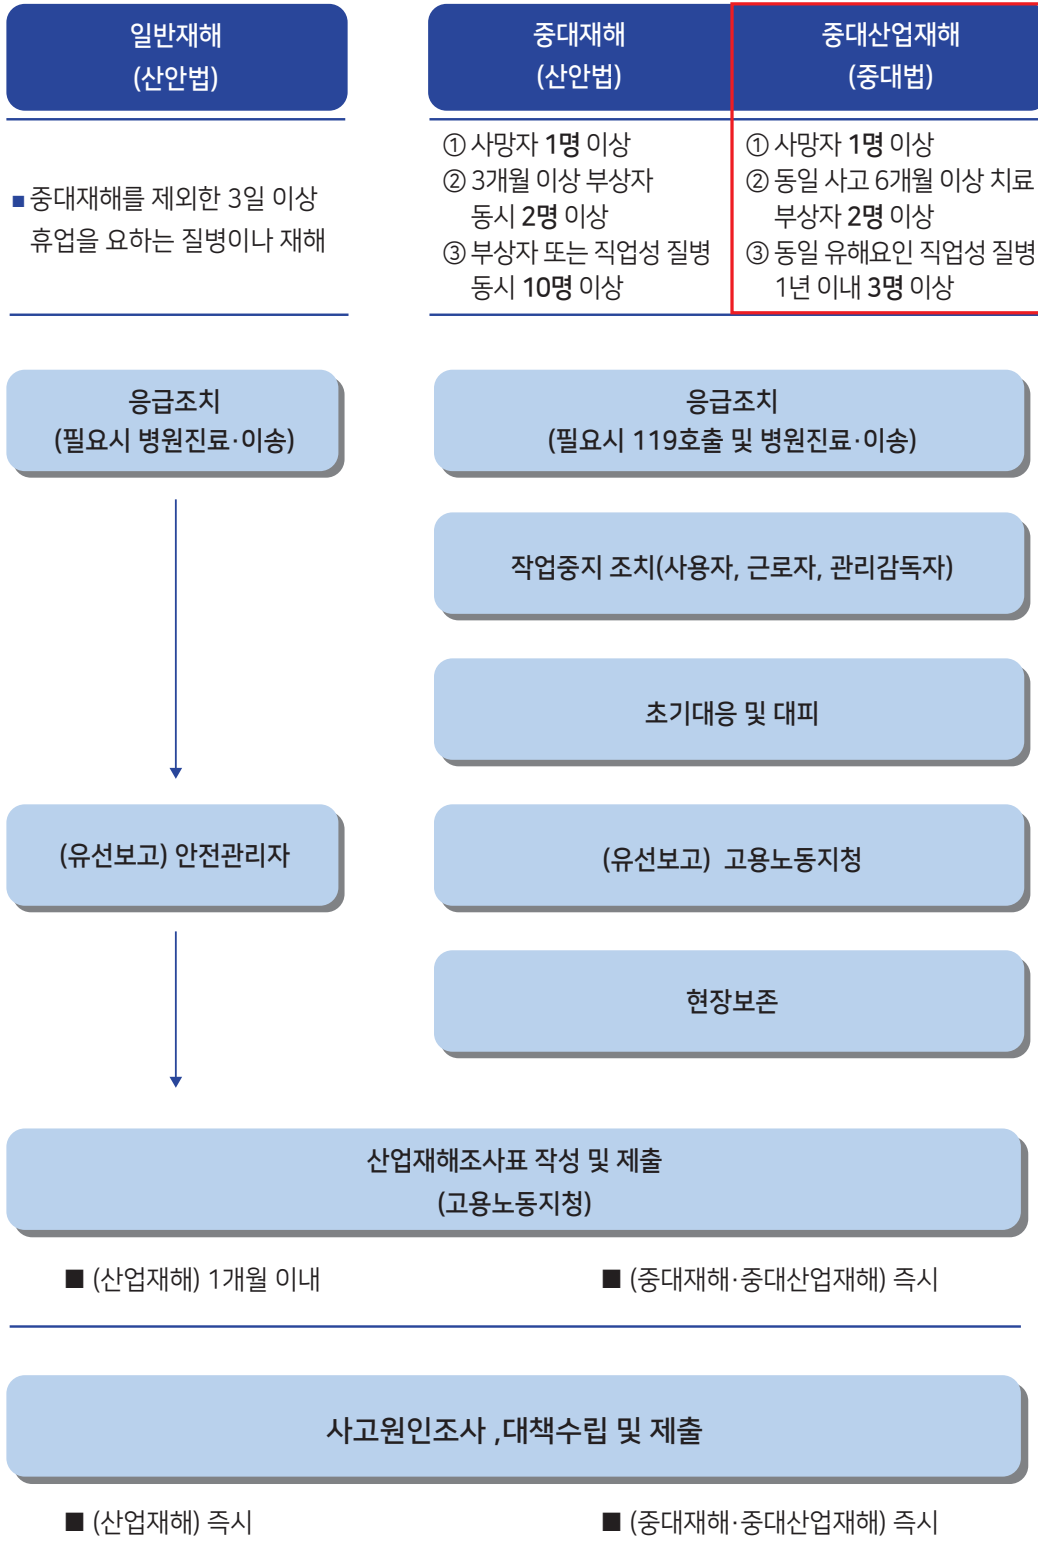 일반재해
(산안법)
중대재해
(산안법)
중대산업재해
(중대법)
■ 중대재해를 제외한 3일 이상
휴업을 요하는 질병이나 재해
① 사망자 1명 이상
② 3개월 이상 부상자
동시 2명 이상
③ 부상자 또는 직업성 질병
동시 10명 이상
① 사망자 1명 이상
② 동일 사고 6개월 이상 치료
부상자 2명 이상
③ 동일 유해요인 직업성 질병
1년 이내 3명 이상
응급조치
(필요시 병원진료·이송)
응급조치
(필요시 119호출 및 병원진료·이송)
작업중지 조치(사용자, 근로자, 관리감독자)
초기대응 및 대피
(유선보고) 안전관리자
(유선보고) 고용노동지청
현장보존
산업재해조사표 작성 및 제출
(고용노동지청)
■ (산업재해) 1개월 이내
■ (중대재해·중대산업재해) 즉시
사고원인조사 ,대책수립 및 제출
■ (산업재해) 즉시
■ (중대재해·중대산업재해) 즉시